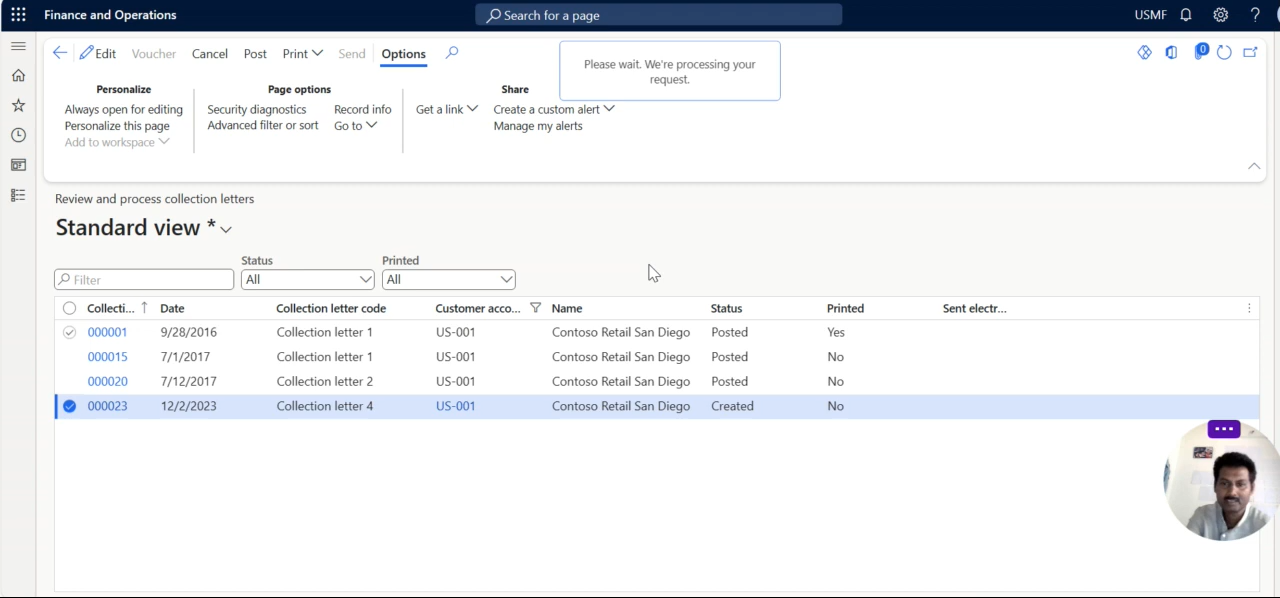 Finance and Operations
Search for a page
USMF
Edit Voucher Cancel Post Print Send Options
0
Please wait. We're processing your
request.
Personalize
Always open for editing
Personalize this page
Add to workspace
Page options
Security diagnostics Record info
Advanced filter or sort Go to
Share
Get a link Create a custom alert
Manage my alerts
Review and process collection letters
Standard view *
Status Printed
Filter All All
Collecti... Date Collection letter code Customer acco... Name Status Printed Sent electr...
000001 9/28/2016 Collection letter 1 US-001 Contoso Retail San Diego Posted Yes
000015 7/1/2017 Collection letter 1 US-001 Contoso Retail San Diego Posted No
000020 7/12/2017 Collection letter 2 US-001 Contoso Retail San Diego Posted No
000023 12/2/2023 Collection letter 4 US-001 Contoso Retail San Diego Created No